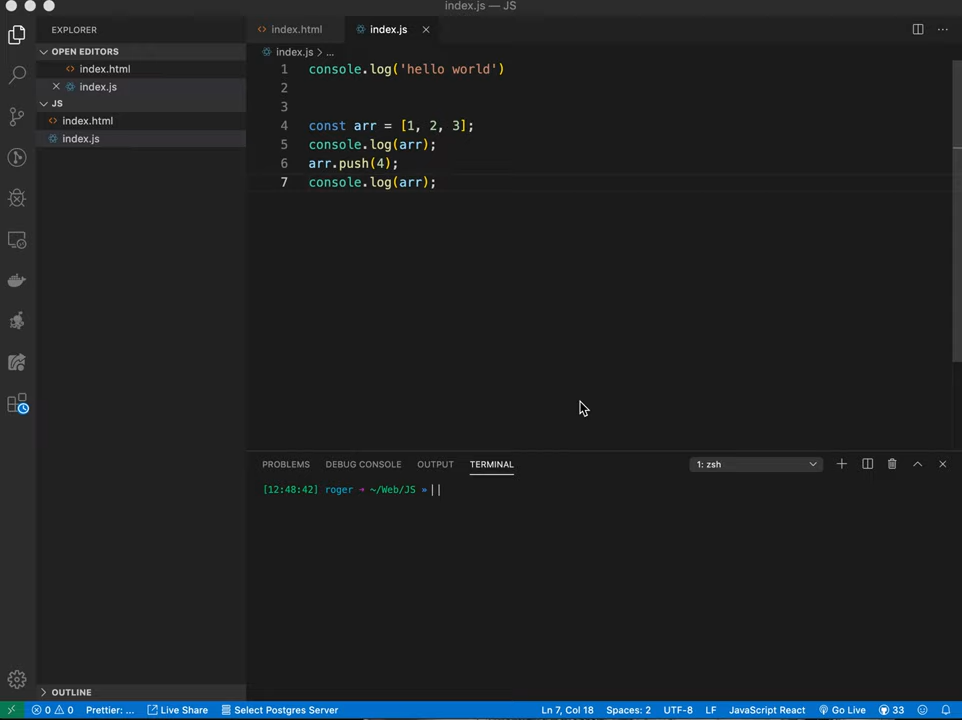 index.js — JS
EXPLORER
OPEN EDITORS
index.html
index.js
JS
index.html
index.js
OUTLINE
index.html
index.js
index.js > ...
1 console.log('hello world')
2
3
4 const arr = [1, 2, 3];
5 console.log(arr);
6 arr.push(4);
7 console.log(arr);
PROBLEMS DEBUG CONSOLE OUTPUT TERMINAL 1: zsh
[12:48:42] roger → ~/Web/JS »
0 0 Prettier: ... Live Share Select Postgres Server Ln 7, Col 18 Spaces: 2 UTF-8 LF JavaScript React Go Live 33